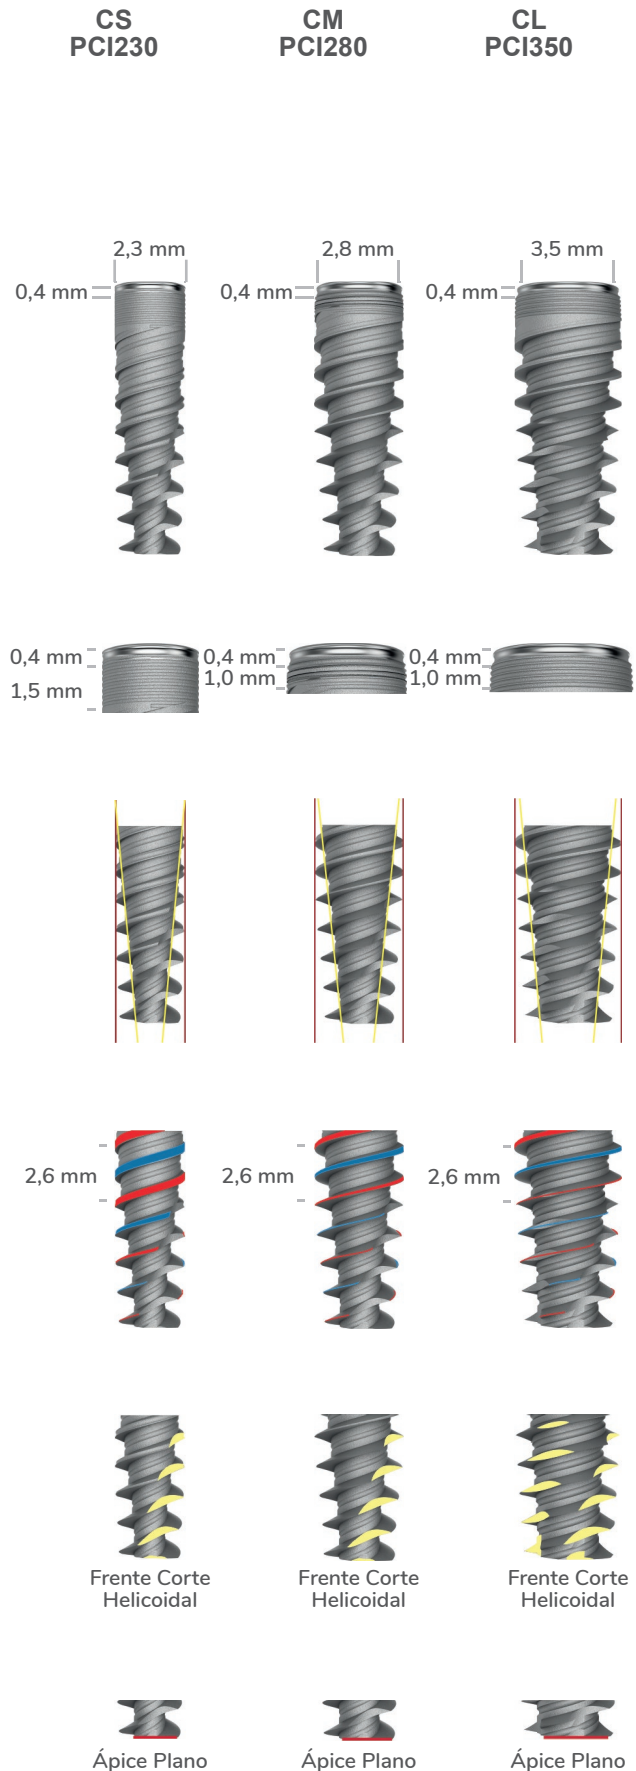 CS
PCI230
CM
PCI280
CL
PCI350
2,3 mm
2,8 mm
3,5 mm
0,4 mm
0,4 mm
0,4 mm
0,4 mm
1,5 mm
0,4 mm
1,0 mm
0,4 mm
1,0 mm
2,6 mm
2,6 mm
2,6 mm
Frente Corte
Helicoidal
Frente Corte
Helicoidal
Frente Corte
Helicoidal
Ápice Plano
Ápice Plano
Ápice Plano